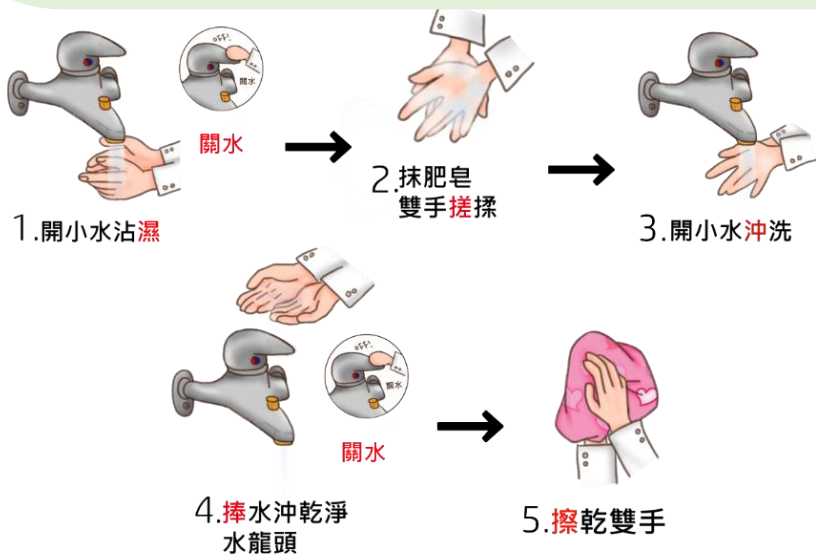 OFF!
關水
關水
1.開小水沾濕
2.抹肥皂
雙手搓揉
3.開小水沖洗
OFF!
關水
關水
4.捧水沖乾淨
水龍頭
5.擦乾雙手